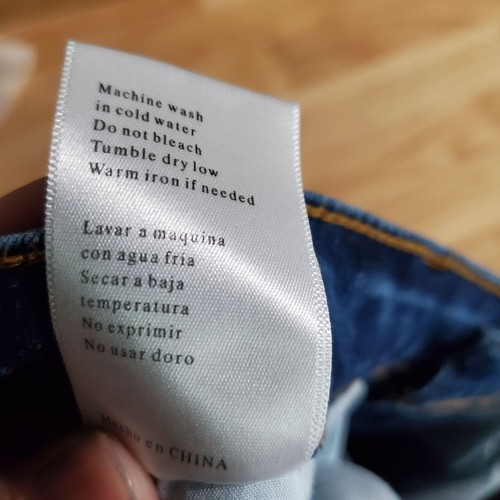 Machine wash
in cold water
Do not bleach
Tumble dry low
Warm iron if needed
Lavar a maquina
con agua fria
Secar a baja
temperatura
No exprimir
No usar doro
Hecho en CHINA